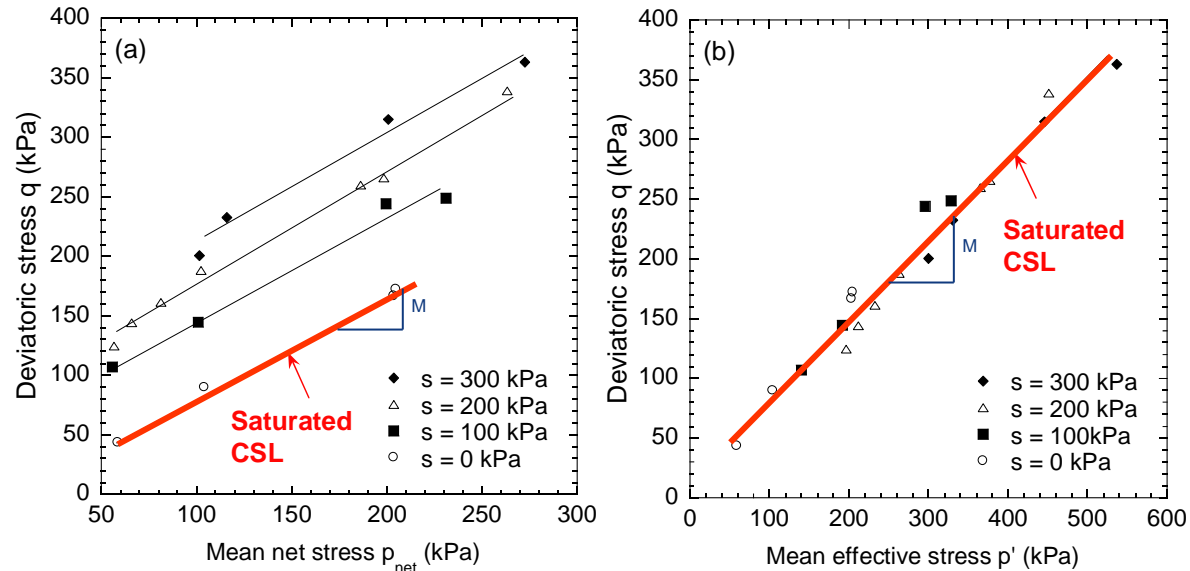 (a)
400
350
300
250
200
150
100
50
0
Deviatoric stress q (kPa)
M
Saturated
CSL
s = 300 kPa
s = 200 kPa
s = 100 kPa
s = 0 kPa
50
100
150
200
250
300
Mean net stress p_net (kPa)
(b)
400
350
300
250
200
150
100
50
0
Deviatoric stress q (kPa)
M
Saturated
CSL
s = 300 kPa
s = 200 kPa
s = 100kPa
s = 0 kPa
0
100
200
300
400
500
600
Mean effective stress p' (kPa)